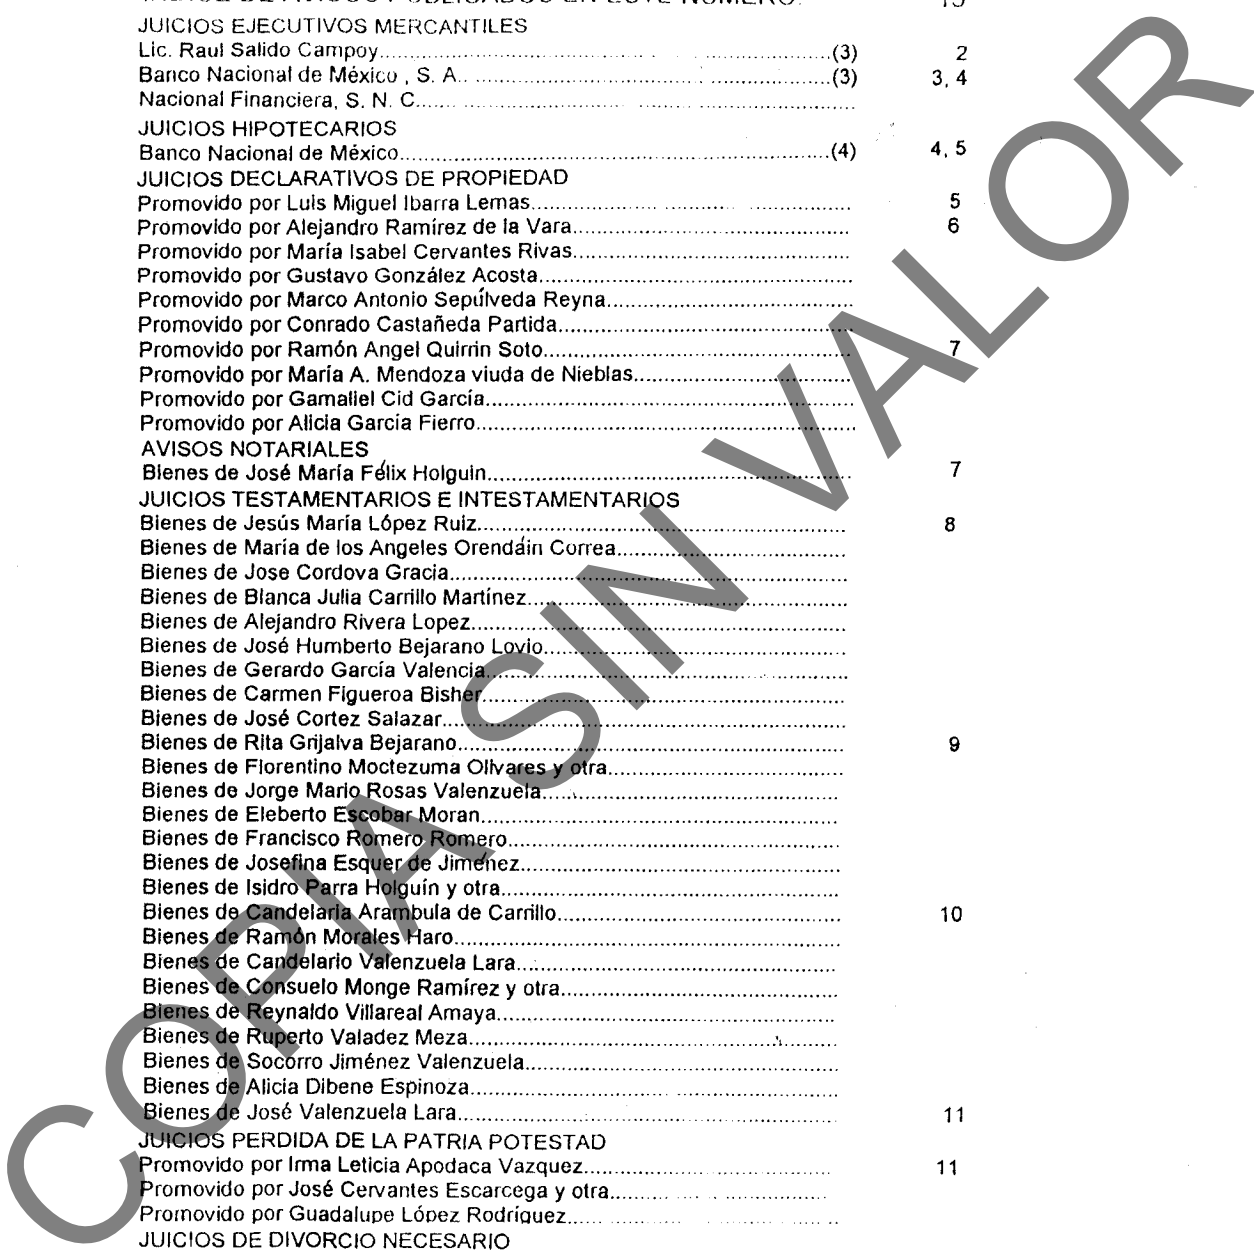 INDICE DE AVISOS PUBLICADOS EN ESTE NUMERO. 15
JUICIOS EJECUTIVOS MERCANTILES
Lic. Raul Salido Campoy (3) 2
Banco Nacional de México , S. A. (3) 3, 4
Nacional Financiera, S. N. C.
JUICIOS HIPOTECARIOS
Banco Nacional de México (4) 4, 5
JUICIOS DECLARATIVOS DE PROPIEDAD
Promovido por Luis Miguel Ibarra Lemas 5
Promovido por Alejandro Ramírez de la Vara 6
Promovido por María Isabel Cervantes Rivas
Promovido por Gustavo González Acosta
Promovido por Marco Antonio Sepúlveda Reyna
Promovido por Conrado Castañeda Partida
Promovido por Ramón Angel Quirrin Soto 7
Promovido por María A. Mendoza viuda de Nieblas
Promovido por Gamaliel Cid García
Promovido por Alicia García Fierro
AVISOS NOTARIALES
Bienes de José María Félix Holguin 7
JUICIOS TESTAMENTARIOS E INTESTAMENTARIOS
Bienes de Jesús María López Ruiz 8
Bienes de María de los Angeles Orendáin Correa
Bienes de Jose Cordova Gracia
Bienes de Blanca Julia Carrillo Martínez
Bienes de Alejandro Rivera Lopez
Bienes de José Humberto Bejarano Lovio
Bienes de Gerardo García Valencia
Bienes de Carmen Figueroa Bisher
Bienes de José Cortez Salazar
Bienes de Rita Grijalva Bejarano 9
Bienes de Florentino Moctezuma Olivares y otra
Bienes de Jorge Mario Rosas Valenzuela
Bienes de Eleberto Escobar Moran
Bienes de Francisco Romero Romero
Bienes de Josefina Esquer de Jiménez
Bienes de Isidro Parra Holguín y otra
Bienes de Candelaria Arambula de Carrillo 10
Bienes de Ramón Morales Haro
Bienes de Candelario Valenzuela Lara
Bienes de Consuelo Monge Ramírez y otra
Bienes de Reynaldo Villareal Amaya
Bienes de Ruperto Valadez Meza
Bienes de Socorro Jiménez Valenzuela
Bienes de Alicia Dibene Espinoza
Bienes de José Valenzuela Lara 11
JUICIOS PERDIDA DE LA PATRIA POTESTAD
Promovido por Irma Leticia Apodaca Vazquez 11
Promovido por José Cervantes Escarcega y otra
Promovido por Guadalupe López Rodríguez
JUICIOS DE DIVORCIO NECESARIO
COPIA SIN VALOR